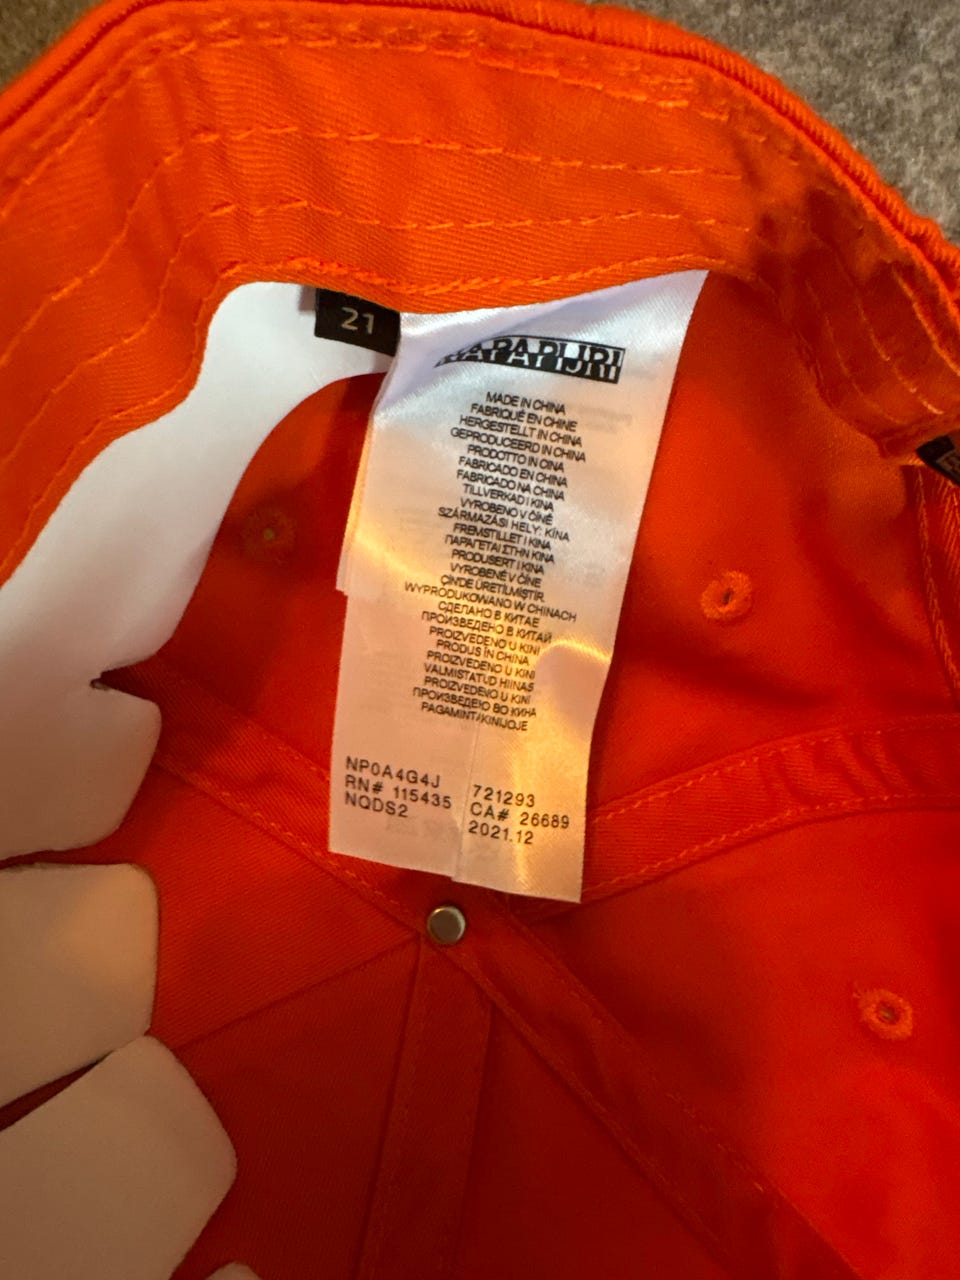 21
NAPAPIJRI
MADE IN CHINA
FABRIQUÉ EN CHINE
HERGESTELLT IN CHINA
GEPRODUCEERD IN CHINA
PRODOTTO IN CINA
FABRICADO EN CHINA
FABRICADO NA CHINA
TILLVERKAD I KINA
VYROBENO V ČÍNĚ
SZÁRMAZÁSI HELY: KÍNA
FREMSTILLET I KINA
ΠΑΡΑΓΕΤΑΙ ΣΤΗΝ ΚΙΝΑ
PRODUSERT I KINA
VYROBENÉ V ČÍNE
ÇİN'DE ÜRETİLMİŞTİR.
WYPRODUKOWANO W CHINACH
СДЕЛАНО В КИТАЕ
ПРОИЗВЕДЕНО В КИТАЙ
PROIZVEDENO U KINI
PRODUS ÎN CHINA
PROIZVEDENO U KINI
VALMISTATUD HIINAS
PROIZVEDENO U KINI
ПРОИЗВЕДЕНО ВО КИНА
PAGAMINTA KINIJOJE
NP0A4G4J 721293
RN# 115435 CA# 26689
NQDS2 2021.12